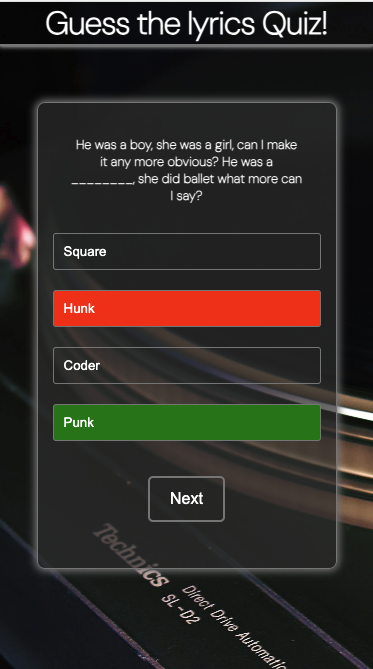 Guess the lyrics Quiz!
He was a boy, she was a girl, can I make
it any more obvious? He was a
________, she did ballet what more can
I say?
Square
Hunk
Coder
Punk
Next
Technics
Direct Drive Automatic
SL-D2